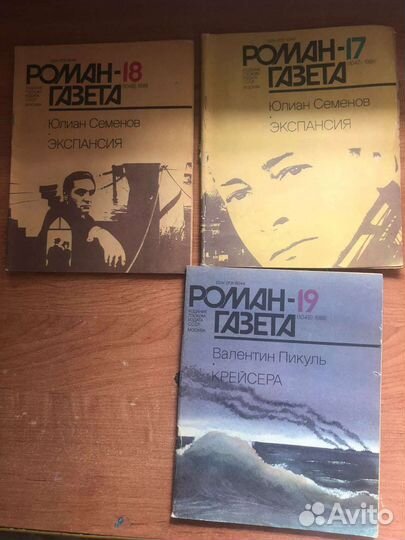 РОМАН-18
ГАЗЕТА
Юлиан Семенов
ЭКСПАНСИЯ
РОМАН-17
ГАЗЕТА
Юлиан Семенов
ЭКСПАНСИЯ
РОМАН-19
ГАЗЕТА
МОСКВА
Валентин Пикуль
КРЕЙСЕРА
Avito